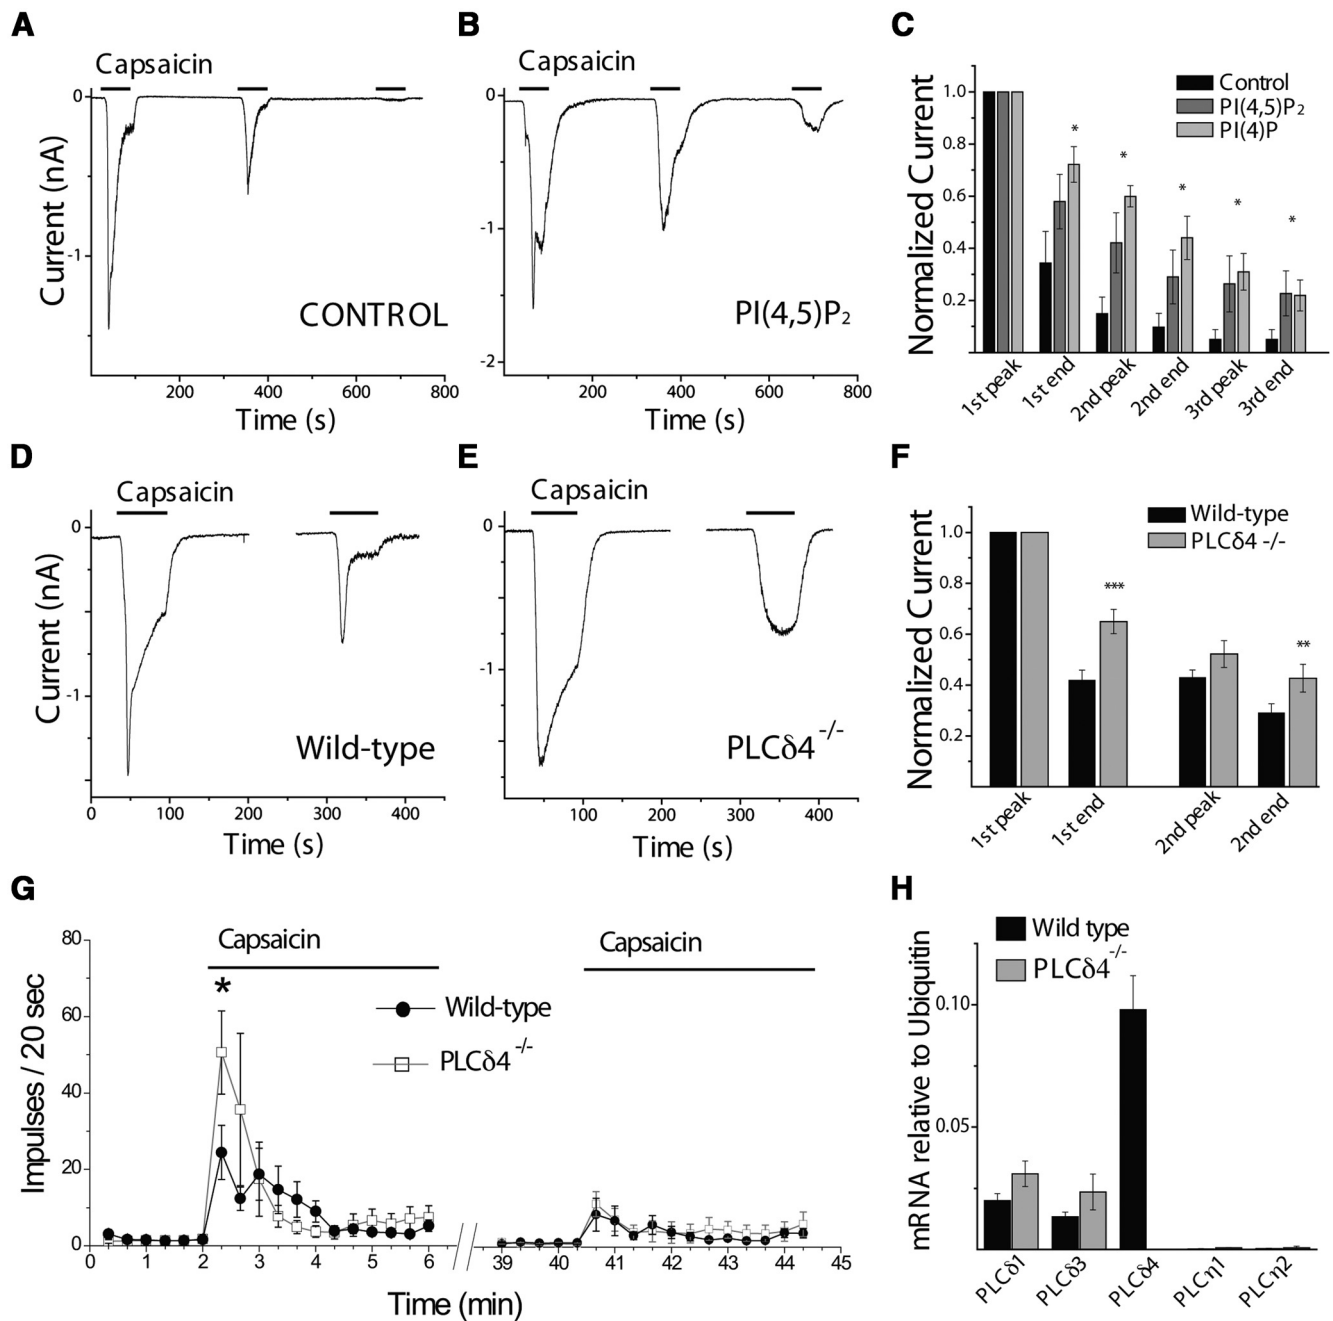 A
Capsaicin
0
-1
Current (nA)
CONTROL
200
400
600
800
Time (s)
B
Capsaicin
0
-1
-2
PI(4,5)P₂
200
400
600
800
Time (s)
C
Control
PI(4,5)P₂
PI(4)P
Normalized Current
1.0
0.8
0.6
0.4
0.2
*
*
*
*
*
1st peak
1st end
2nd peak
2nd end
3rd peak
3rd end
D
Capsaicin
0
-1
Current (nA)
Wild-type
0
100
200
300
400
Time (s)
E
Capsaicin
0
-1
PLCδ4 -/-
100
200
300
400
Time (s)
F
Wild-type
PLCδ4 -/-
Normalized Current
1.0
0.8
0.6
0.4
0.2
***
**
1st peak
1st end
2nd peak
2nd end
G
Capsaicin
Capsaicin
*
Wild-type
PLCδ4 -/-
Impulses / 20 sec
80
60
40
20
0
0
1
2
3
4
5
6
39
40
41
42
43
44
45
Time (min)
H
Wild type
PLCδ4 -/-
mRNA relative to Ubiquitin
0.10
0.05
PLCδ1
PLCδ3
PLCδ4
PLCη1
PLCη2